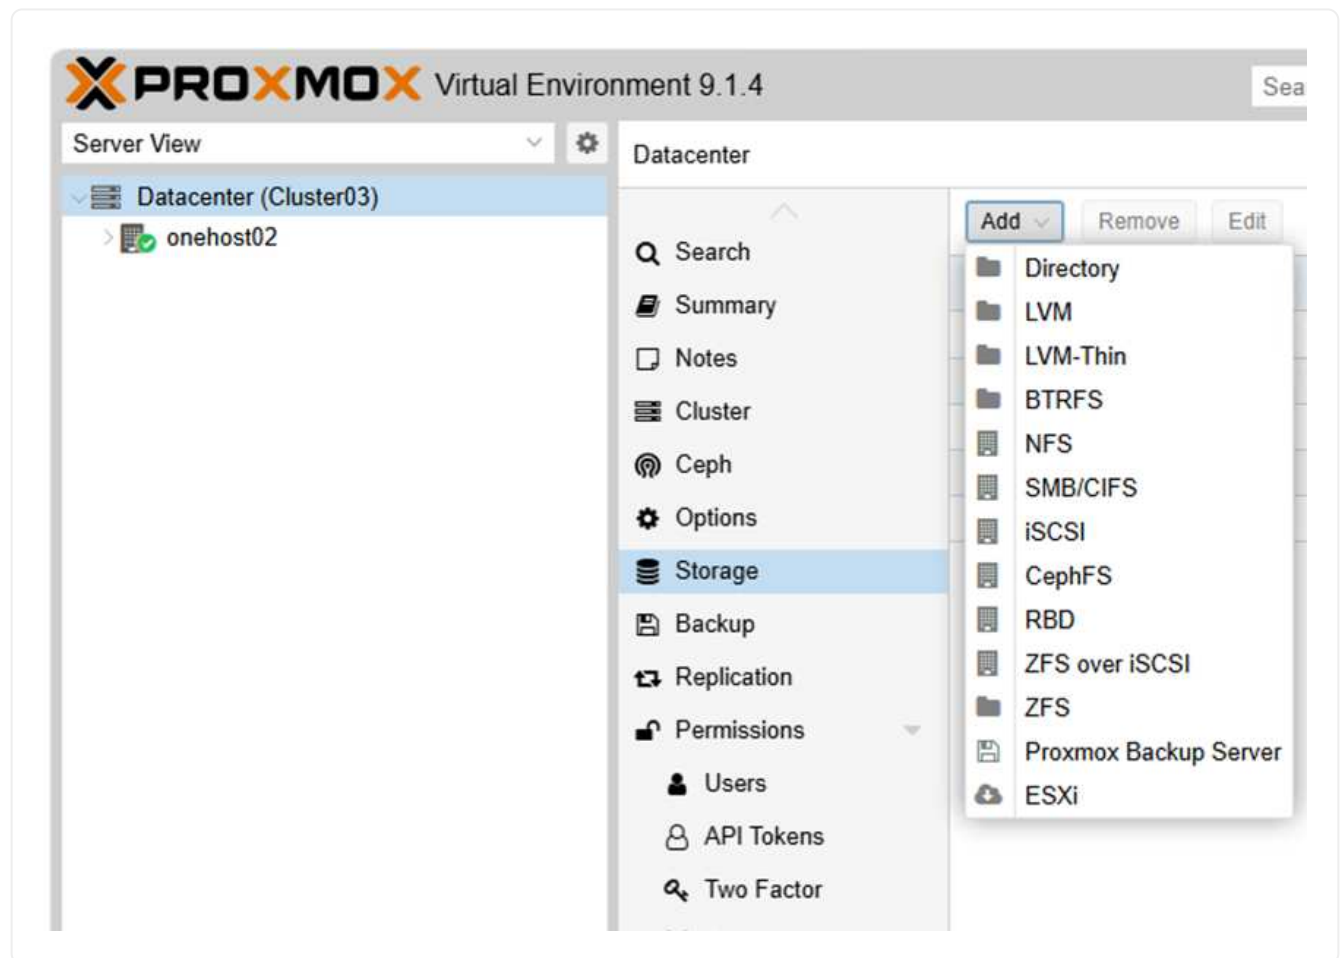 PROXMOX Virtual Environment 9.1.4
Sea
Server View
Datacenter
Datacenter (Cluster03)
onehost02
Search
Summary
Notes
Cluster
Ceph
Options
Storage
Backup
Replication
Permissions
Users
API Tokens
Two Factor
Add
Remove
Edit
Directory
LVM
LVM-Thin
BTRFS
NFS
SMB/CIFS
iSCSI
CephFS
RBD
ZFS over iSCSI
ZFS
Proxmox Backup Server
ESXi